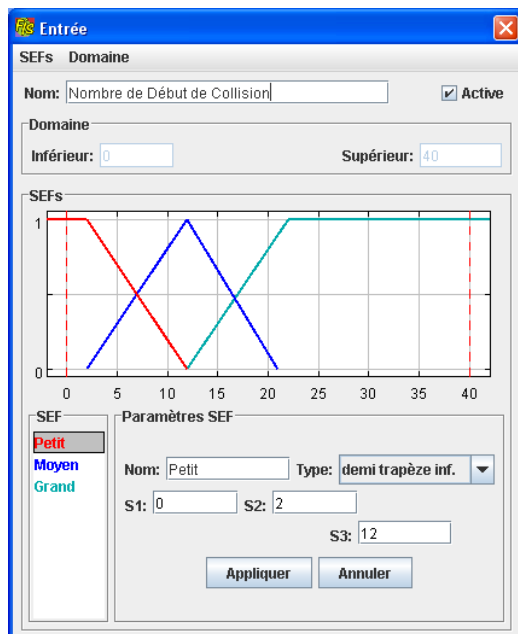 Fis Entrée
SEFs Domaine
Nom: Nombre de Début de Collision Active
Domaine
Inférieur: 0 Supérieur: 40
SEFs
1
0
0 5 10 15 20 25 30 35 40
SEF
Petit
Moyen
Grand
Paramètres SEF
Nom: Petit Type: demi trapèze inf.
S1: 0 S2: 2
S3: 12
Appliquer Annuler